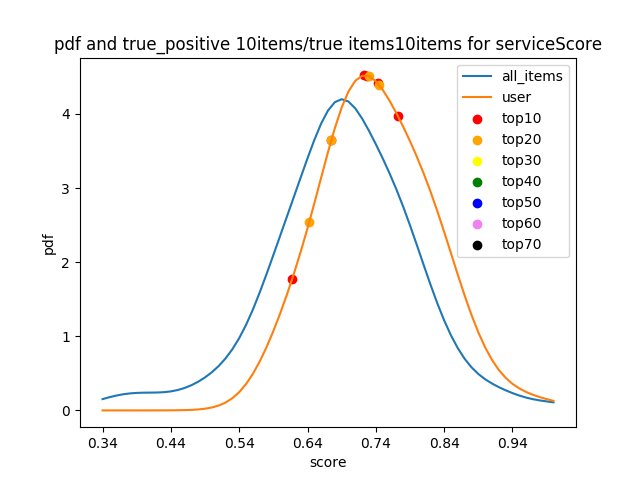 pdf and true_positive 10items/true items10items for serviceScore
all_items
user
top10
top20
top30
top40
top50
top60
top70
pdf
4
3
2
1
0
0.34 0.44 0.54 0.64 0.74 0.84 0.94
score